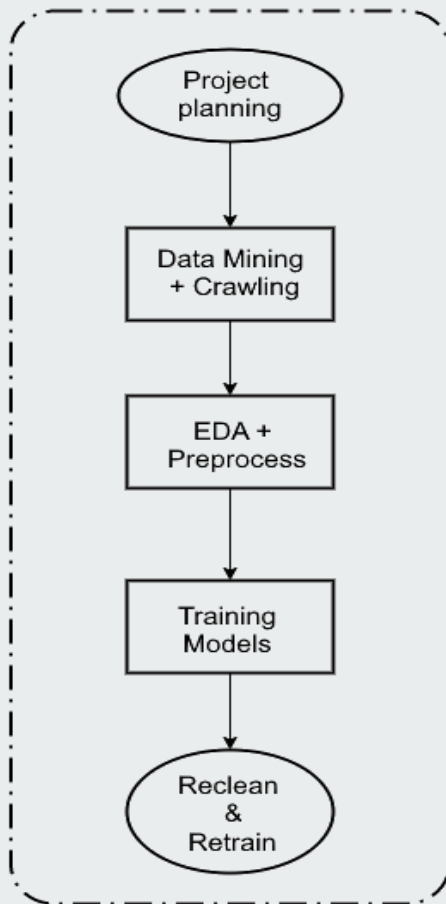 Project
planning
Data Mining
+ Crawling
EDA +
Preprocess
Training
Models
Reclean
&
Retrain